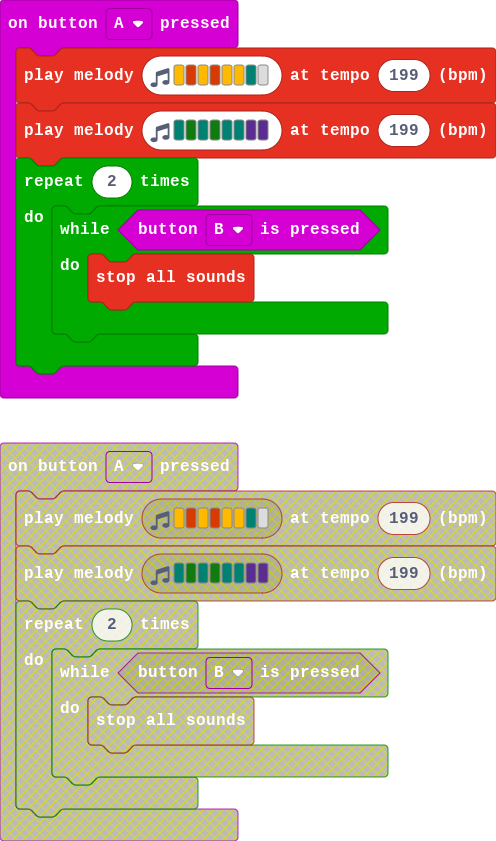 on button A pressed
play melody at tempo 199 (bpm)
play melody at tempo 199 (bpm)
repeat 2 times
do while button B is pressed
do stop all sounds
on button A pressed
play melody at tempo 199 (bpm)
play melody at tempo 199 (bpm)
repeat 2 times
do while button B is pressed
do stop all sounds